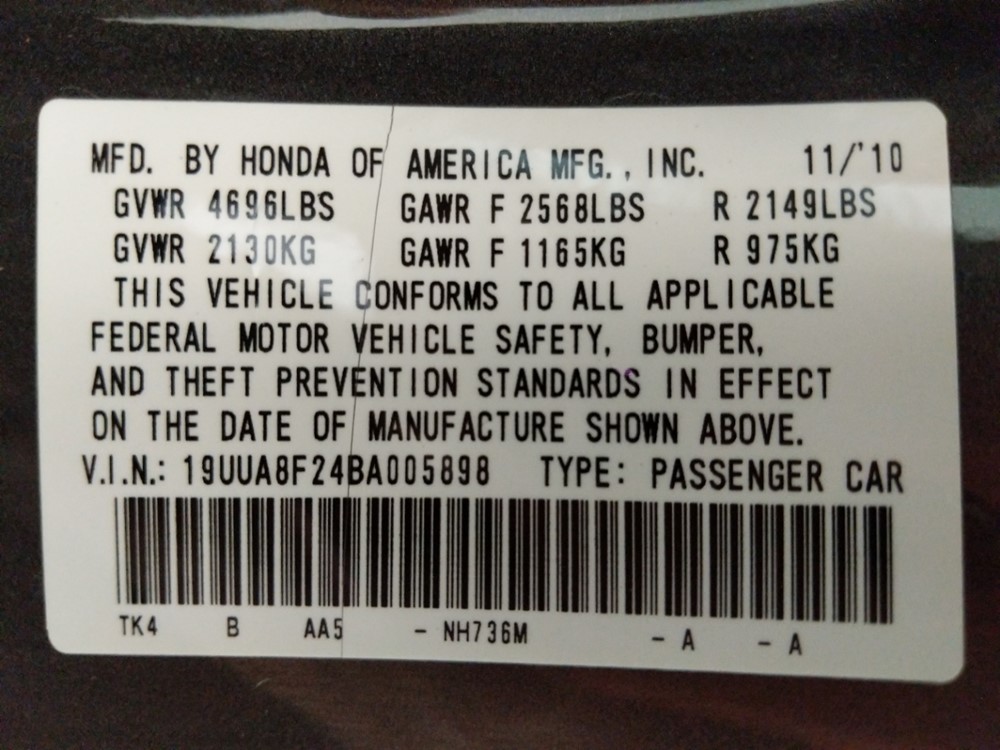 MFD. BY HONDA OF AMERICA MFG., INC. 11/'10
GVWR 4696LBS GAWR F 2568LBS R 2149LBS
GVWR 2130KG GAWR F 1165KG R 975KG
THIS VEHICLE CONFORMS TO ALL APPLICABLE
FEDERAL MOTOR VEHICLE SAFETY, BUMPER,
AND THEFT PREVENTION STANDARDS IN EFFECT
ON THE DATE OF MANUFACTURE SHOWN ABOVE.
V.I.N.: 19UUA8F24BA005898 TYPE: PASSENGER CAR
TK4 B AA5 - NH736M - A - A